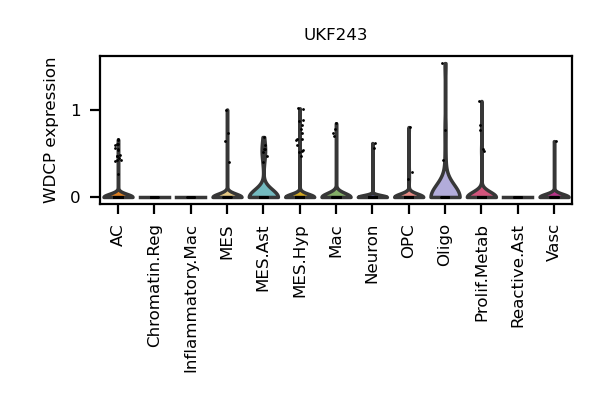 UKF243
WDCP expression
1
0
AC
Chromatin.Reg
Inflammatory.Mac
MES
MES.Ast
MES.Hyp
Mac
Neuron
OPC
Oligo
Prolif.Metab
Reactive.Ast
Vasc